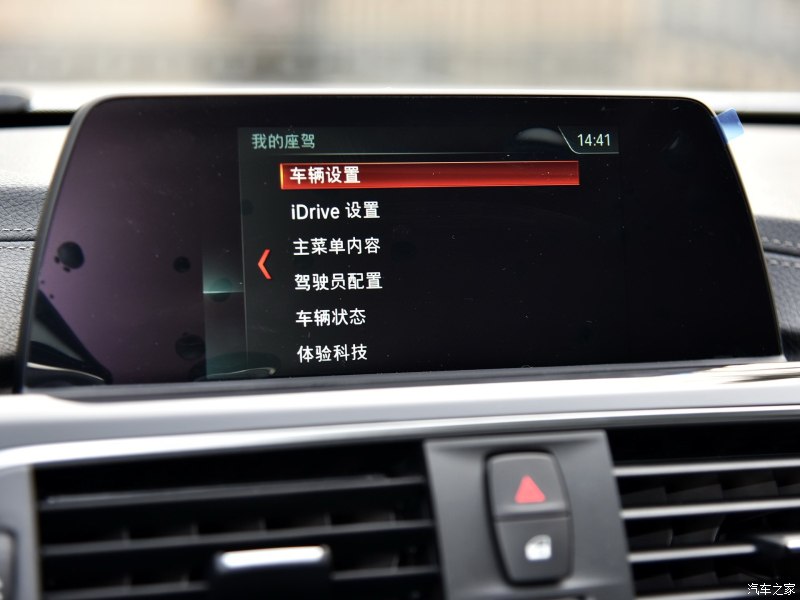 我的座驾
14:41
车辆设置
iDrive 设置
主菜单内容
驾驶员配置
车辆状态
体验科技
汽车之家